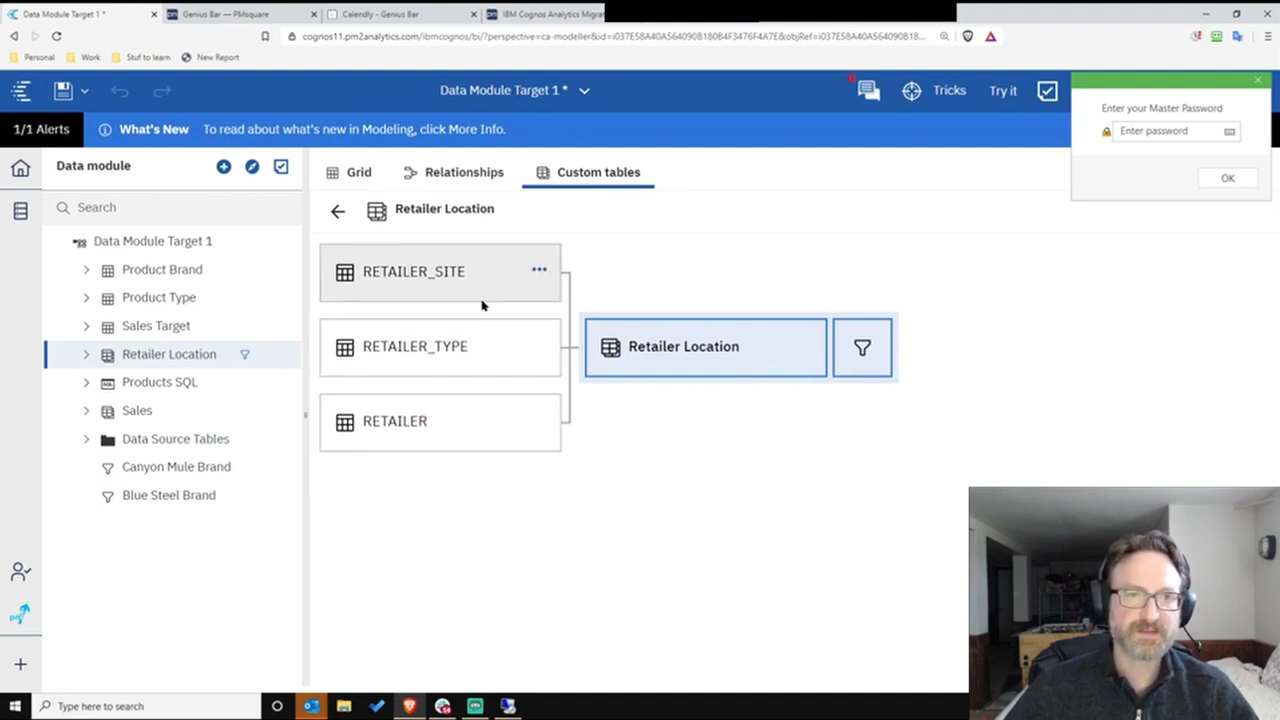 Data Module Target 1 *
Genius Bar — PMsquare
Calendly - Genius Bar
IBM Cognos Analytics Migra
cognos11.pm2analytics.com/ibmcognos/bi/?perspective=ca-modeller&id=i037E58A40A564090B180B4F3476F4A7E&objRef=i037E58A40A564090B18...
Personal
Work
Stuf to learn
New Report
Data Module Target 1 *
Tricks
Try it
Enter your Master Password
Enter password
OK
1/1 Alerts
What's New
To read about what's new in Modeling, click More Info.
Data module
Grid
Relationships
Custom tables
Search
Retailer Location
Data Module Target 1
Product Brand
Product Type
Sales Target
Retailer Location
Products SQL
Sales
Data Source Tables
Canyon Mule Brand
Blue Steel Brand
RETAILER_SITE
RETAILER_TYPE
RETAILER
Retailer Location
Type here to search